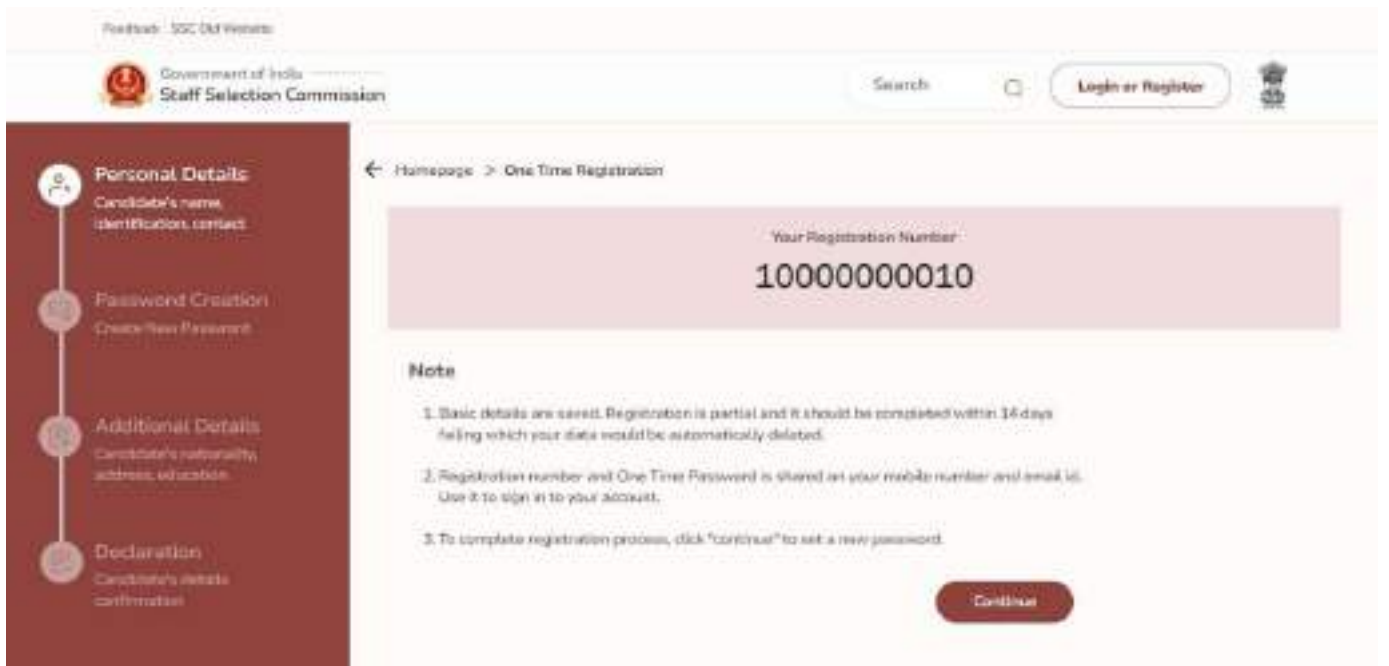 Feedback SSC Old Website
Government of India
Staff Selection Commission
Search
Login or Register
Personal Details
Candidate's name,
identification, contact
Password Creation
Create New Password
Additional Details
Candidate's nationality,
address, education
Declaration
Candidate's details
confirmation
Homepage > One Time Registration
Your Registration Number
10000000010
Note
1. Basic details are saved. Registration is partial and it should be completed within 14 days
failing which your data would be automatically deleted.
2. Registration number and One Time Password is shared on your mobile number and email id.
Use it to sign in to your account.
3. To complete registration process, click "continue" to set a new password.
Continue